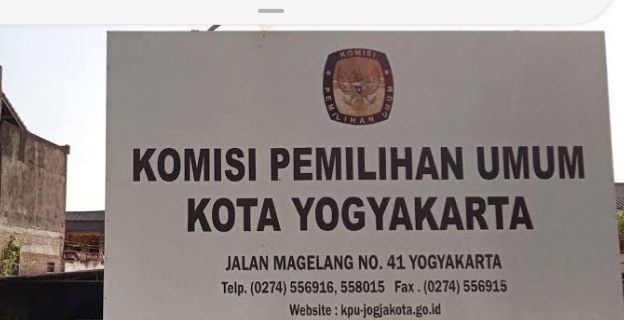 KOMISI
PEMILIHAN UMUM
KOMISI PEMILIHAN UMUM
KOTA YOGYAKARTA
JALAN MAGELANG NO. 41 YOGYAKARTA
Telp. (0274) 556916, 558015 Fax . (0274) 556915
Website : kpu-jogjakota.go.id